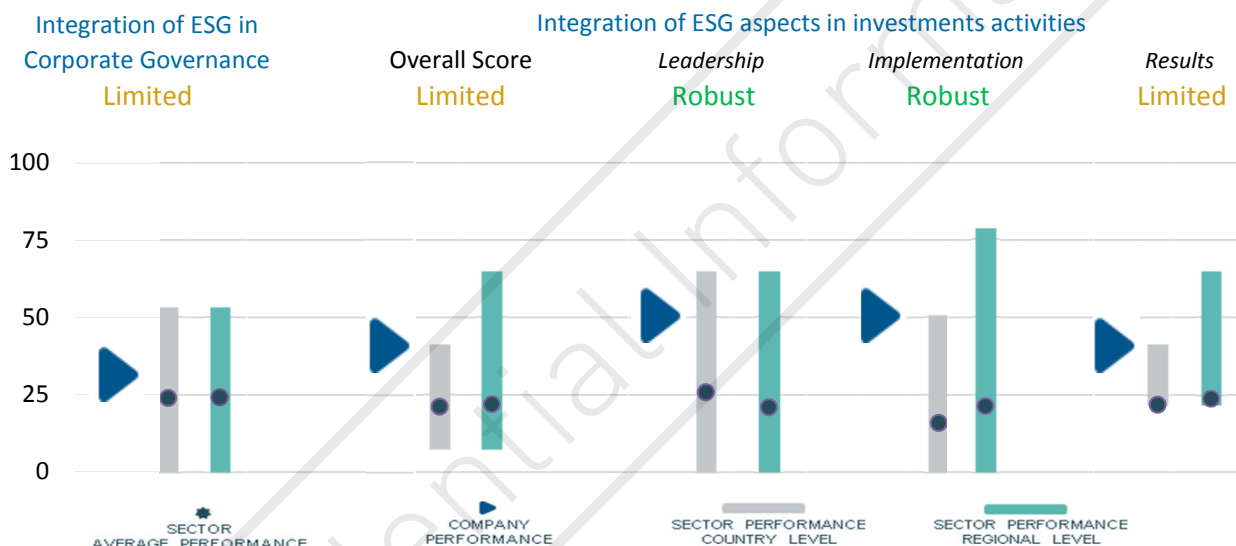 Integration of ESG in
Corporate Governance
Limited
Integration of ESG aspects in investments activities
Overall Score
Limited
Leadership
Robust
Implementation
Robust
Results
Limited
100
75
50
25
0
SECTOR
AVERAGE PERFORMANCE
COMPANY
PERFORMANCE
SECTOR PERFORMANCE
COUNTRY LEVEL
SECTOR PERFORMANCE
REGIONAL LEVEL
ential Inform